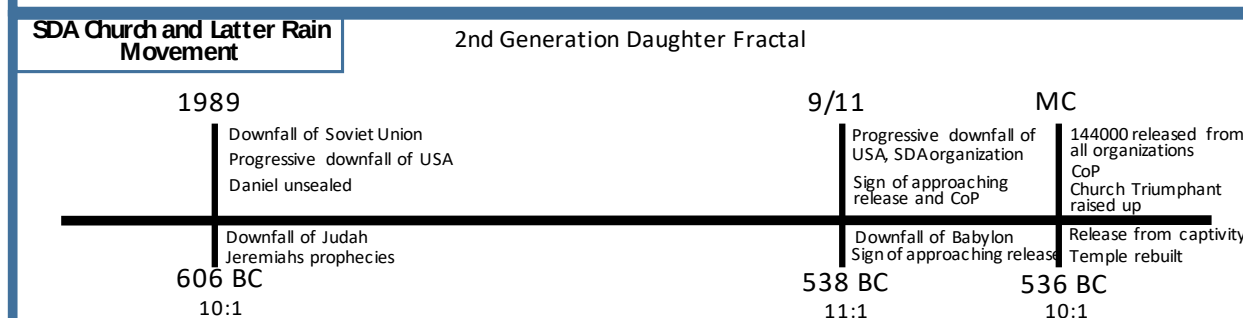 SDA Church and Latter Rain
Movement
2nd Generation Daughter Fractal
1989
9/11
MC
Downfall of Soviet Union
Progressive downfall of USA
Daniel unsealed
Progressive downfall of
USA, SDA organization
Sign of approaching
release and CoP
144000 released from
all organizations
CoP
Church Triumphant
raised up
Downfall of Judah
Jeremiahs prophecies
Downfall of Babylon
Sign of approaching release
Release from captivity
Temple rebuilt
606 BC
10:1
538 BC
11:1
536 BC
10:1